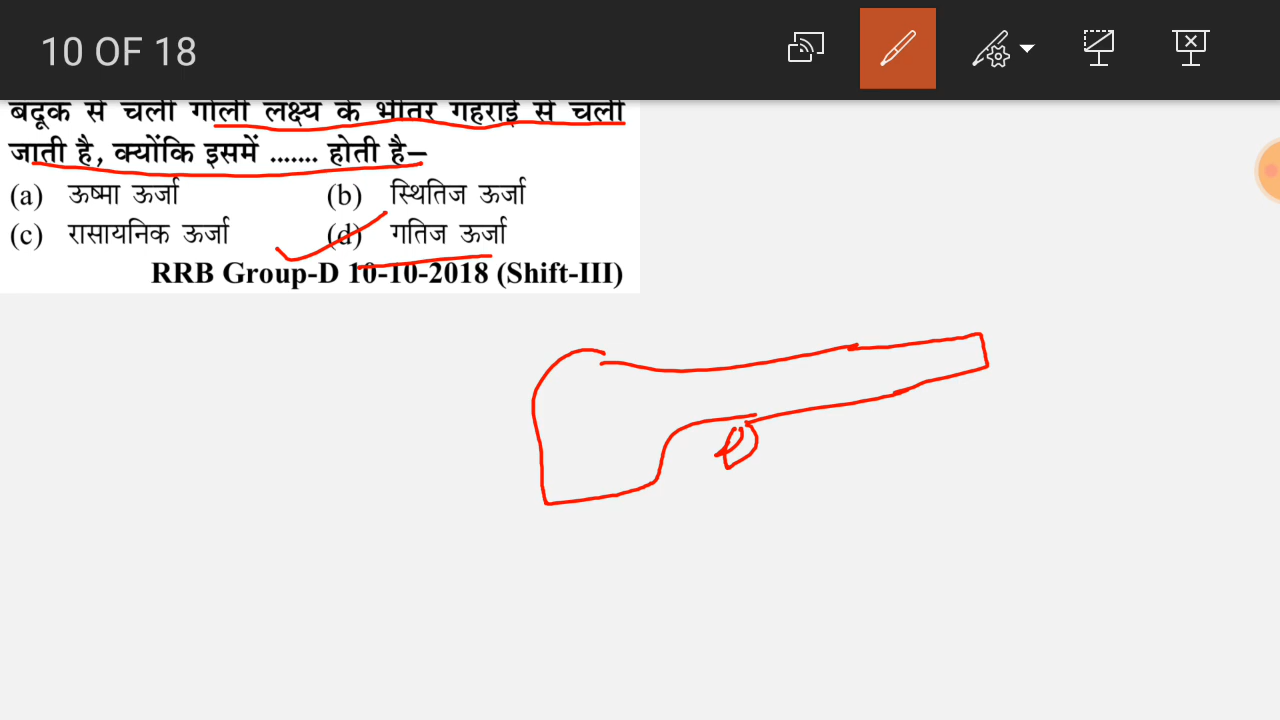 10 OF 18
बंदूक से चली गोली लक्ष्य के भीतर गहराई से चली
जाती है, क्योंकि इसमें ....... होती है–
(a) ऊष्मा ऊर्जा (b) स्थितिज ऊर्जा
(c) रासायनिक ऊर्जा (d) गतिज ऊर्जा
RRB Group-D 10-10-2018 (Shift-III)